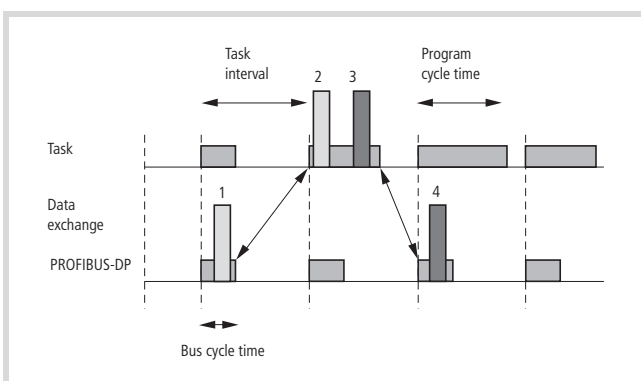 Task
interval
Program
cycle time
2 3
Task
1
4
Data
exchange
PROFIBUS-DP
Bus cycle time